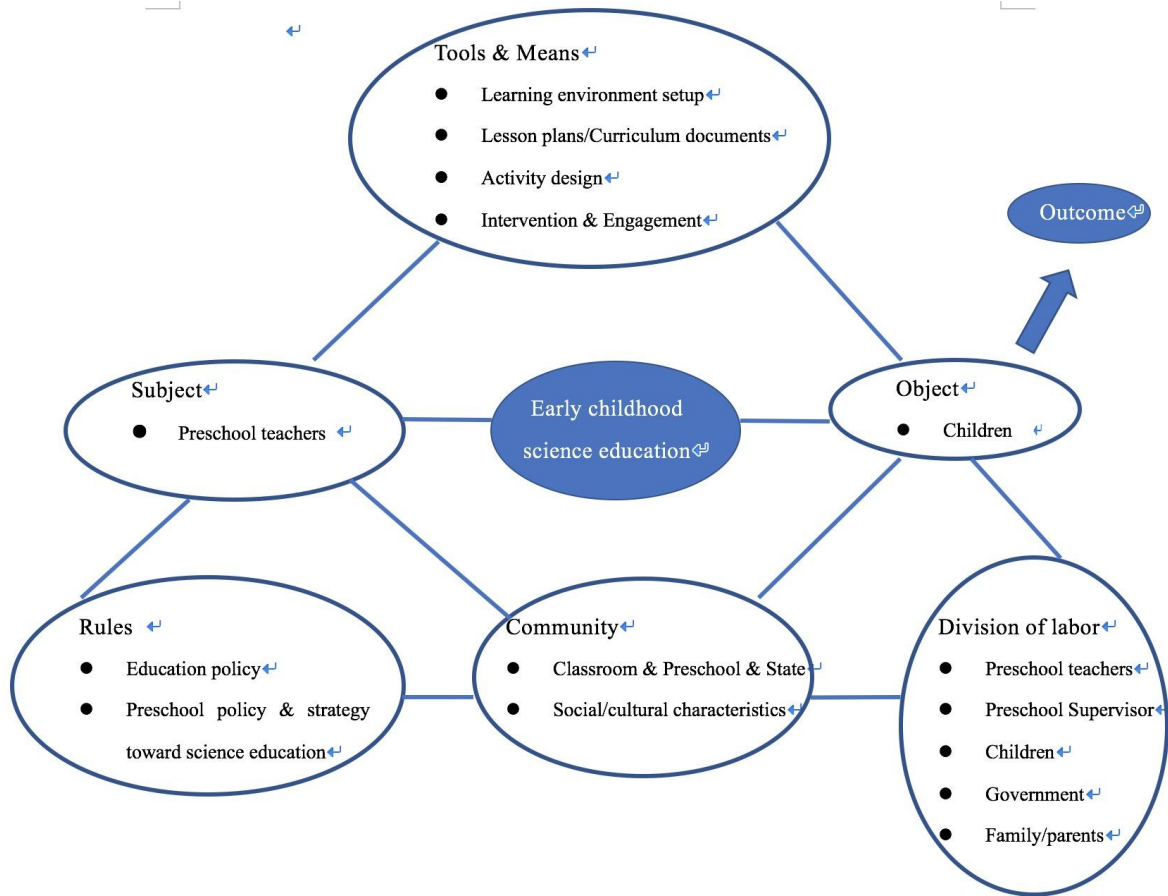 Tools & Means
● Learning environment setup
● Lesson plans/Curriculum documents
● Activity design
● Intervention & Engagement
Outcome
Subject
● Preschool teachers
Early childhood
science education
Object
● Children
Rules
● Education policy
● Preschool policy & strategy
toward science education
Community
● Classroom & Preschool & State
● Social/cultural characteristics
Division of labor
● Preschool teachers
● Preschool Supervisor
● Children
● Government
● Family/parents